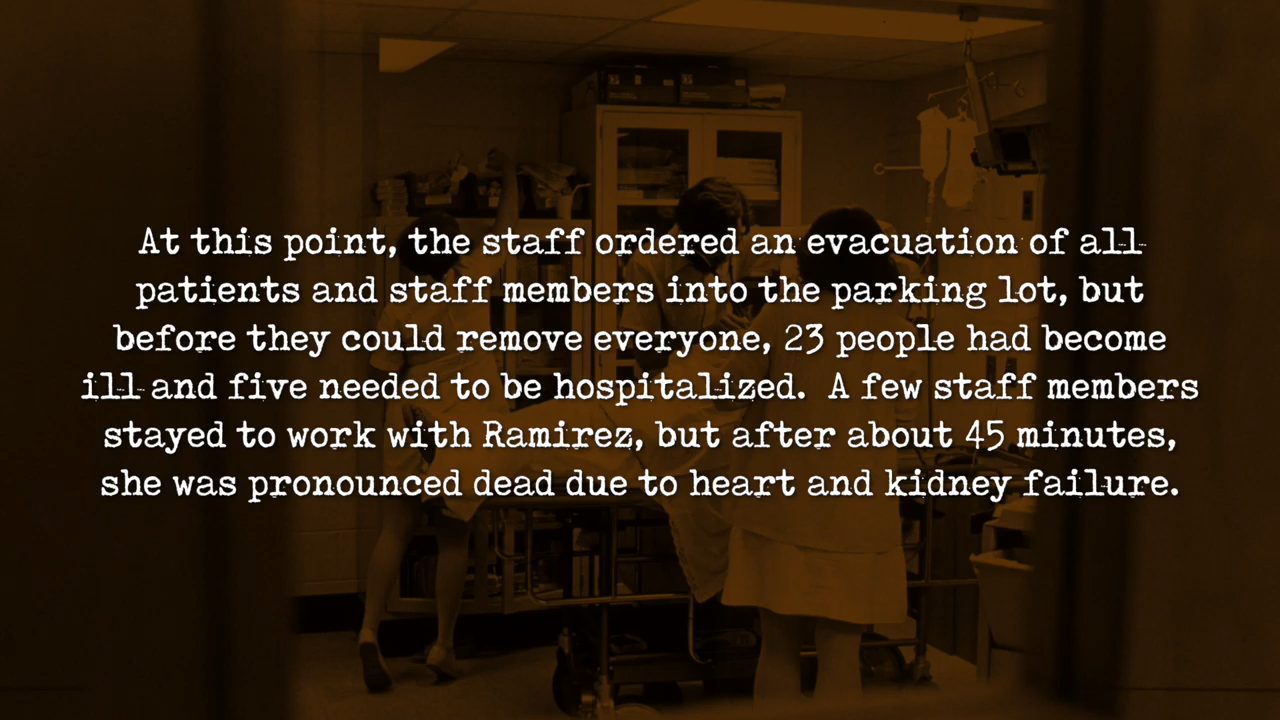 At this point, the staff ordered an evacuation of all
patients and staff members into the parking lot, but
before they could remove everyone, 23 people had become
ill and five needed to be hospitalized.  A few staff members
stayed to work with Ramirez, but after about 45 minutes,
she was pronounced dead due to heart and kidney failure.